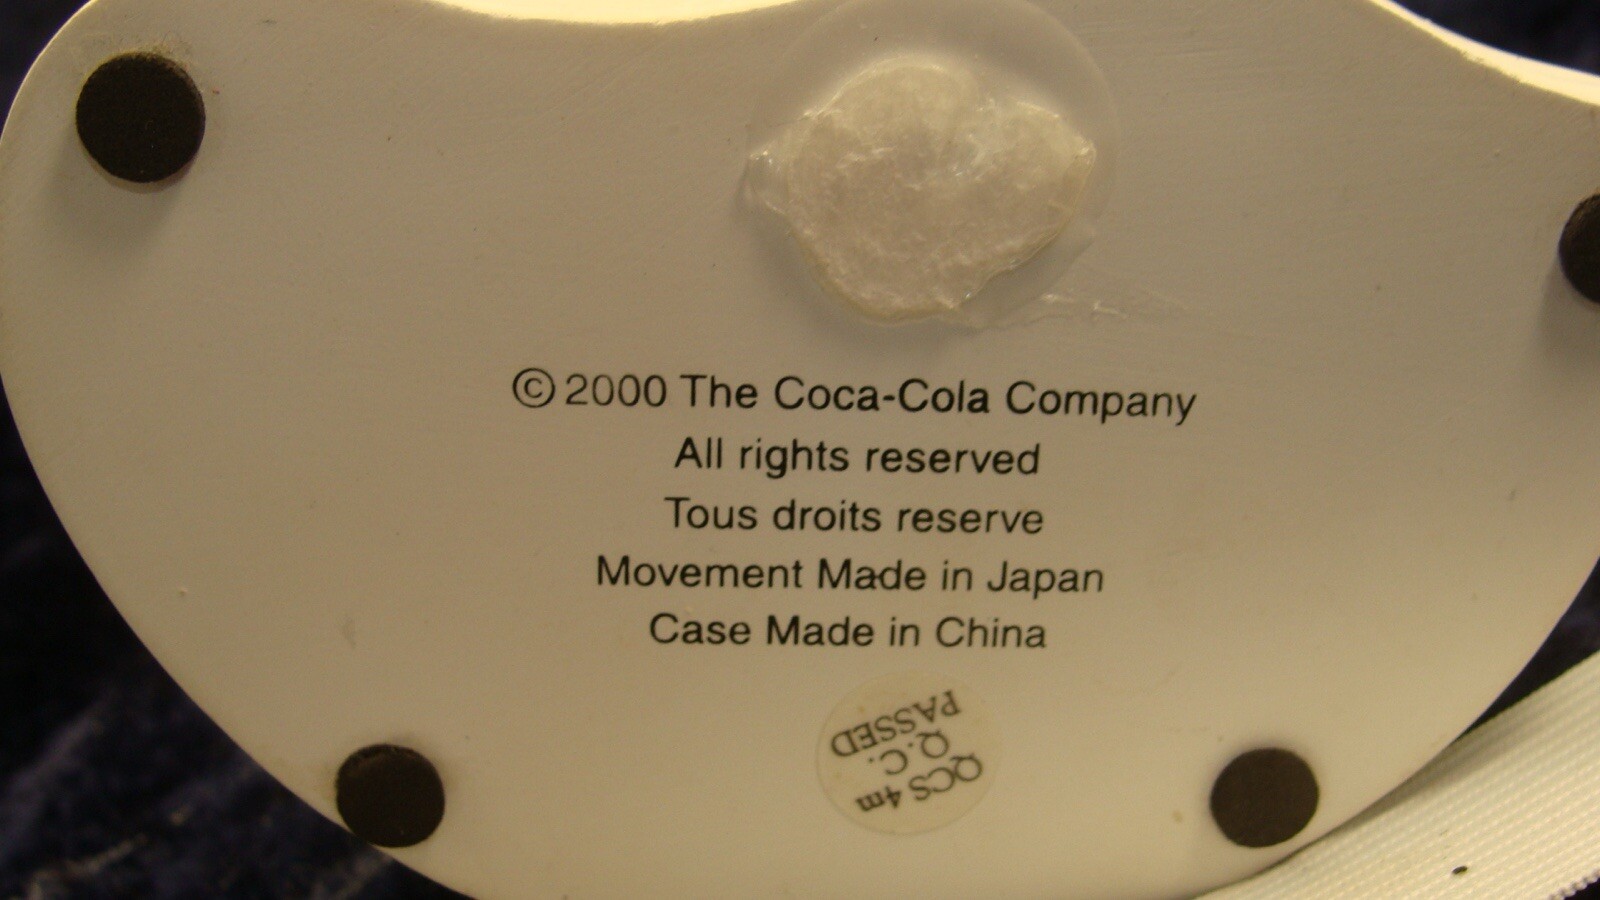 © 2000 The Coca-Cola Company
All rights reserved
Tous droits reserve
Movement Made in Japan
Case Made in China
QCS 4m
Q.C.
PASSED